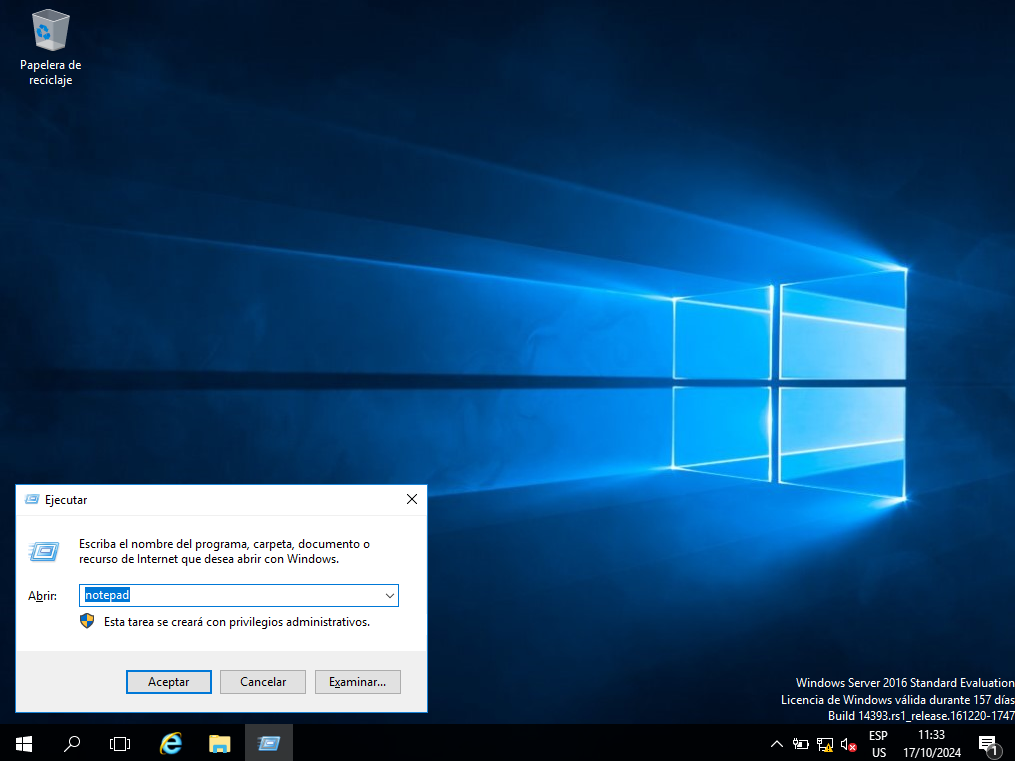 Papelera de
reciclaje
Ejecutar
Escriba el nombre del programa, carpeta, documento o
recurso de Internet que desea abrir con Windows.
Abrir:
notepad
Esta tarea se creará con privilegios administrativos.
Aceptar
Cancelar
Examinar...
Windows Server 2016 Standard Evaluation
Licencia de Windows válida durante 157 días
Build 14393.rs1_release.161220-1747
ESP
US
11:33
17/10/2024
1